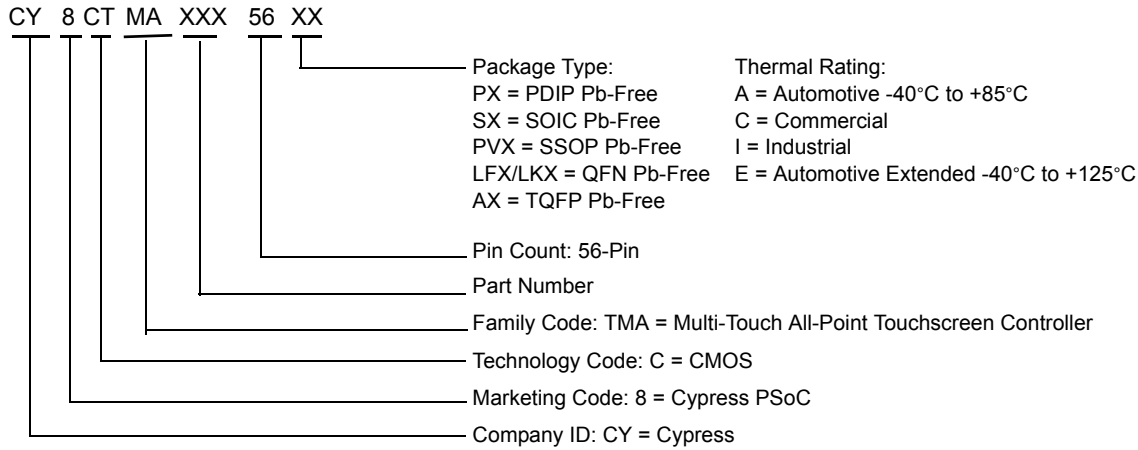 CY 8 CT MA XXX 56 XX
Package Type: Thermal Rating:
PX = PDIP Pb-Free A = Automotive -40°C to +85°C
SX = SOIC Pb-Free C = Commercial
PVX = SSOP Pb-Free I = Industrial
LFX/LKX = QFN Pb-Free E = Automotive Extended -40°C to +125°C
AX = TQFP Pb-Free
Pin Count: 56-Pin
Part Number
Family Code: TMA = Multi-Touch All-Point Touchscreen Controller
Technology Code: C = CMOS
Marketing Code: 8 = Cypress PSoC
Company ID: CY = Cypress